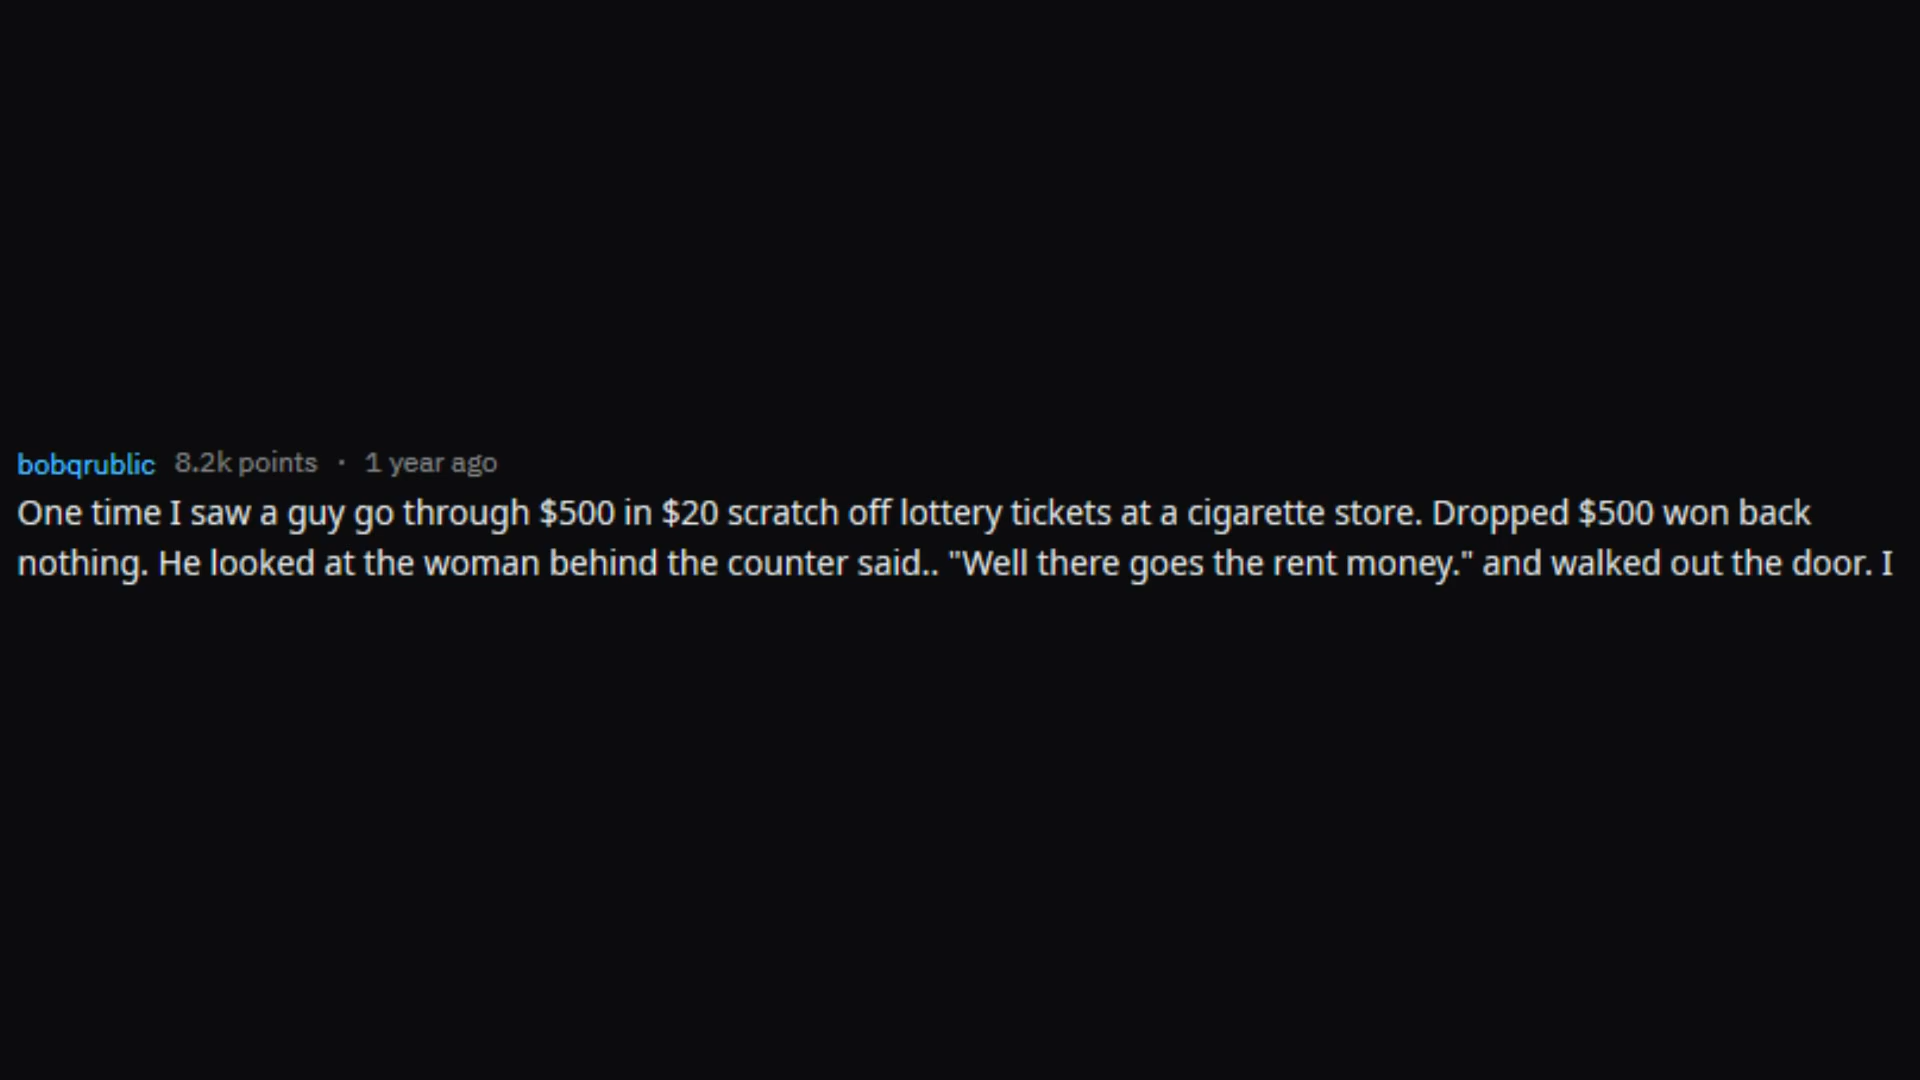 bobqrublic 8.2k points · 1 year ago
One time I saw a guy go through $500 in $20 scratch off lottery tickets at a cigarette store. Dropped $500 won back
nothing. He looked at the woman behind the counter said.. "Well there goes the rent money." and walked out the door. I